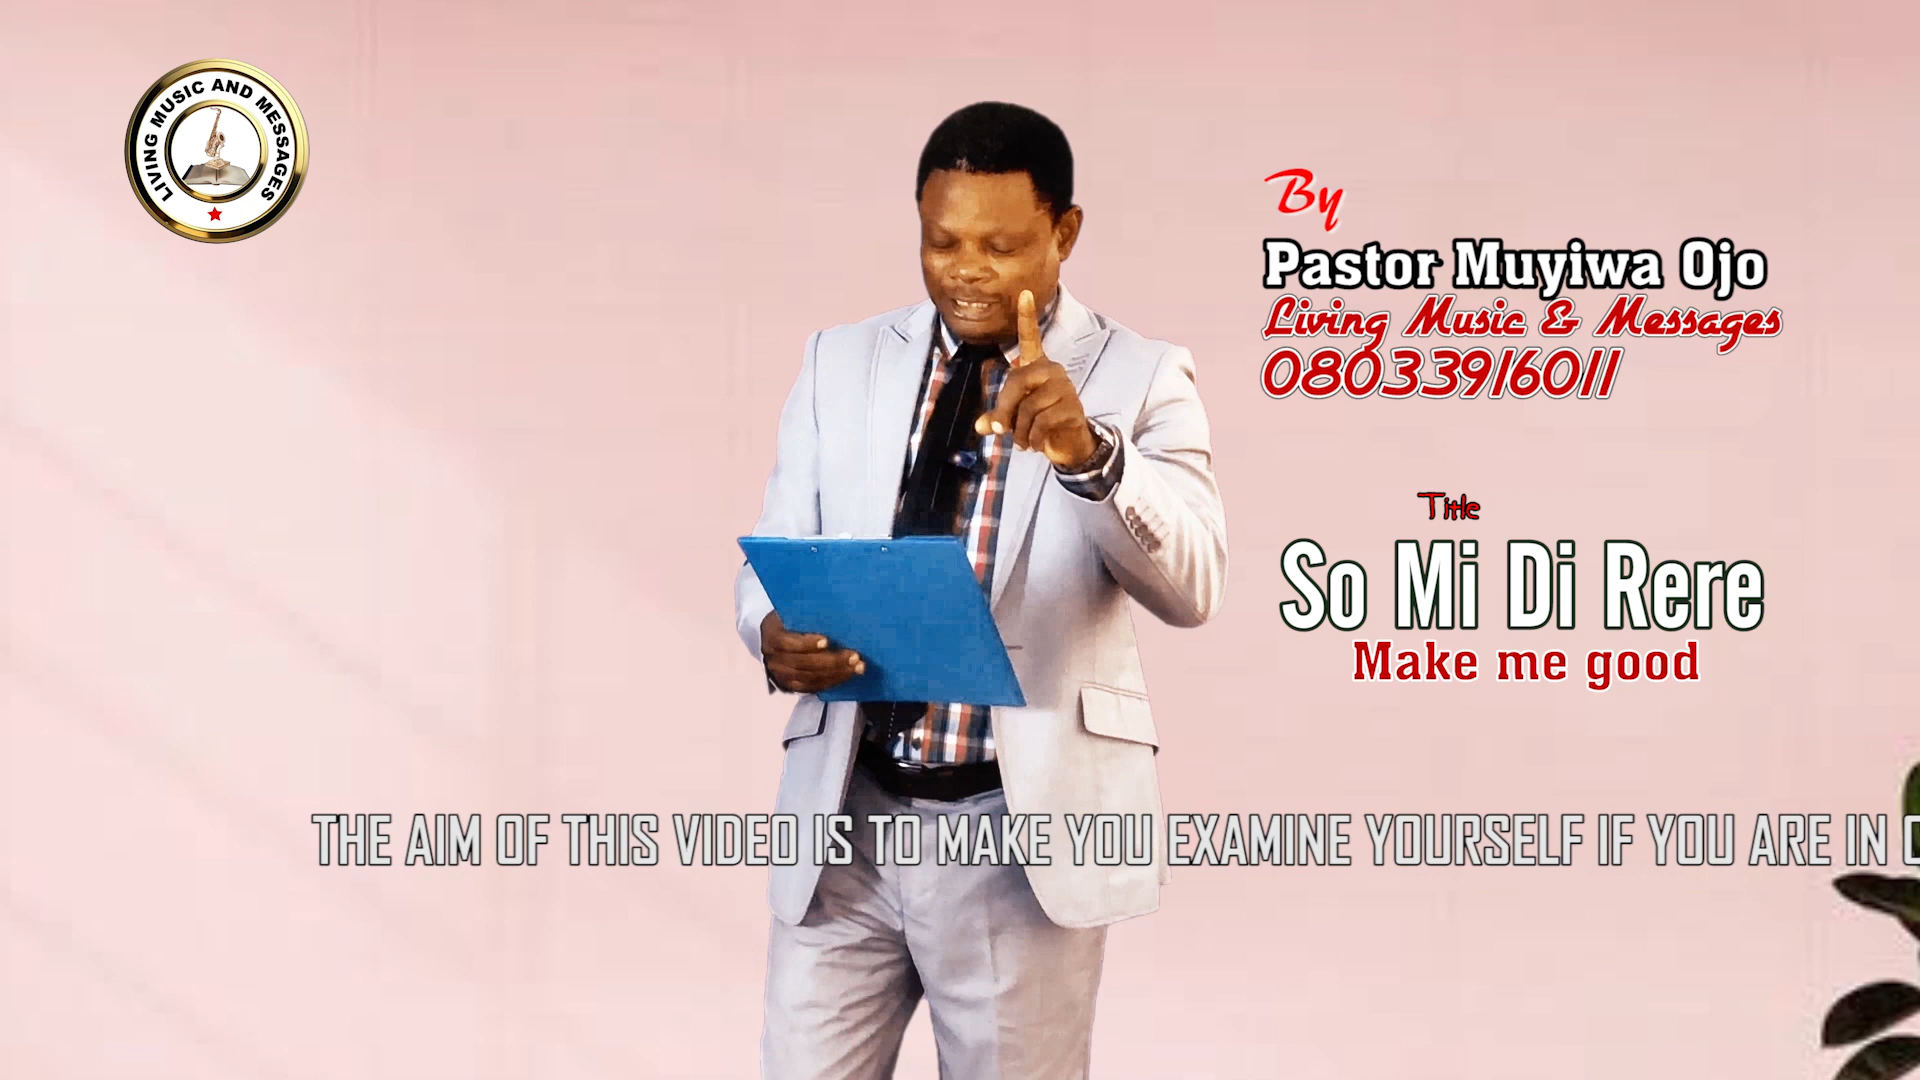 LIVING MUSIC AND MESSAGES
By
Pastor Muyiwa Ojo
Living Music & Messages
08033916011
Title
So Mi Di Rere
Make me good
THE AIM OF THIS VIDEO IS TO MAKE YOU EXAMINE YOURSELF IF YOU ARE IN